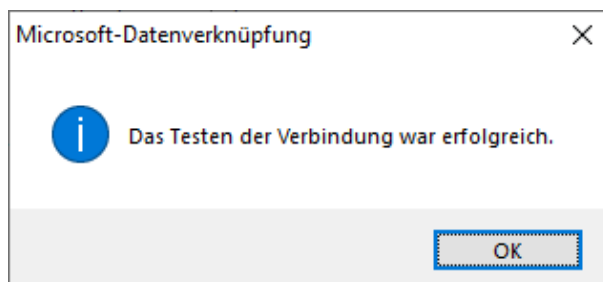 Microsoft-Datenverknüpfung
Das Testen der Verbindung war erfolgreich.
OK